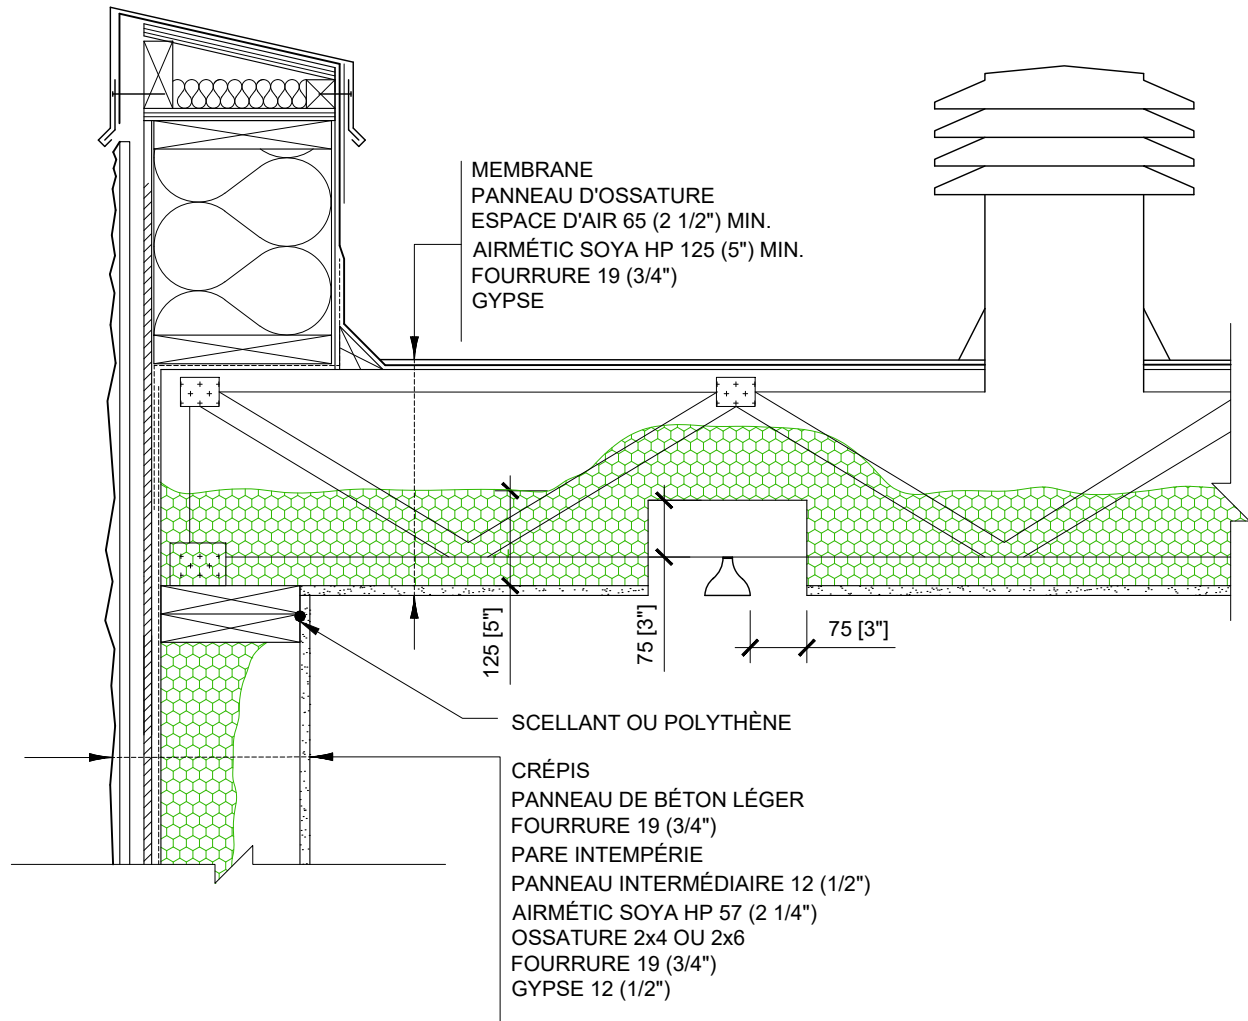 MEMBRANE
PANNEAU D'OSSATURE
ESPACE D'AIR 65 (2 1/2") MIN.
AIRMÉTIC SOYA HP 125 (5") MIN.
FOURRURE 19 (3/4")
GYPSE
125 [5"]
75 [3"]
75 [3"]
SCELLANT OU POLYTHÈNE
CRÉPIS
PANNEAU DE BÉTON LÉGER
FOURRURE 19 (3/4")
PARE INTEMPÉRIE
PANNEAU INTERMÉDIAIRE 12 (1/2")
AIRMÉTIC SOYA HP 57 (2 1/4")
OSSATURE 2x4 OU 2x6
FOURRURE 19 (3/4")
GYPSE 12 (1/2")